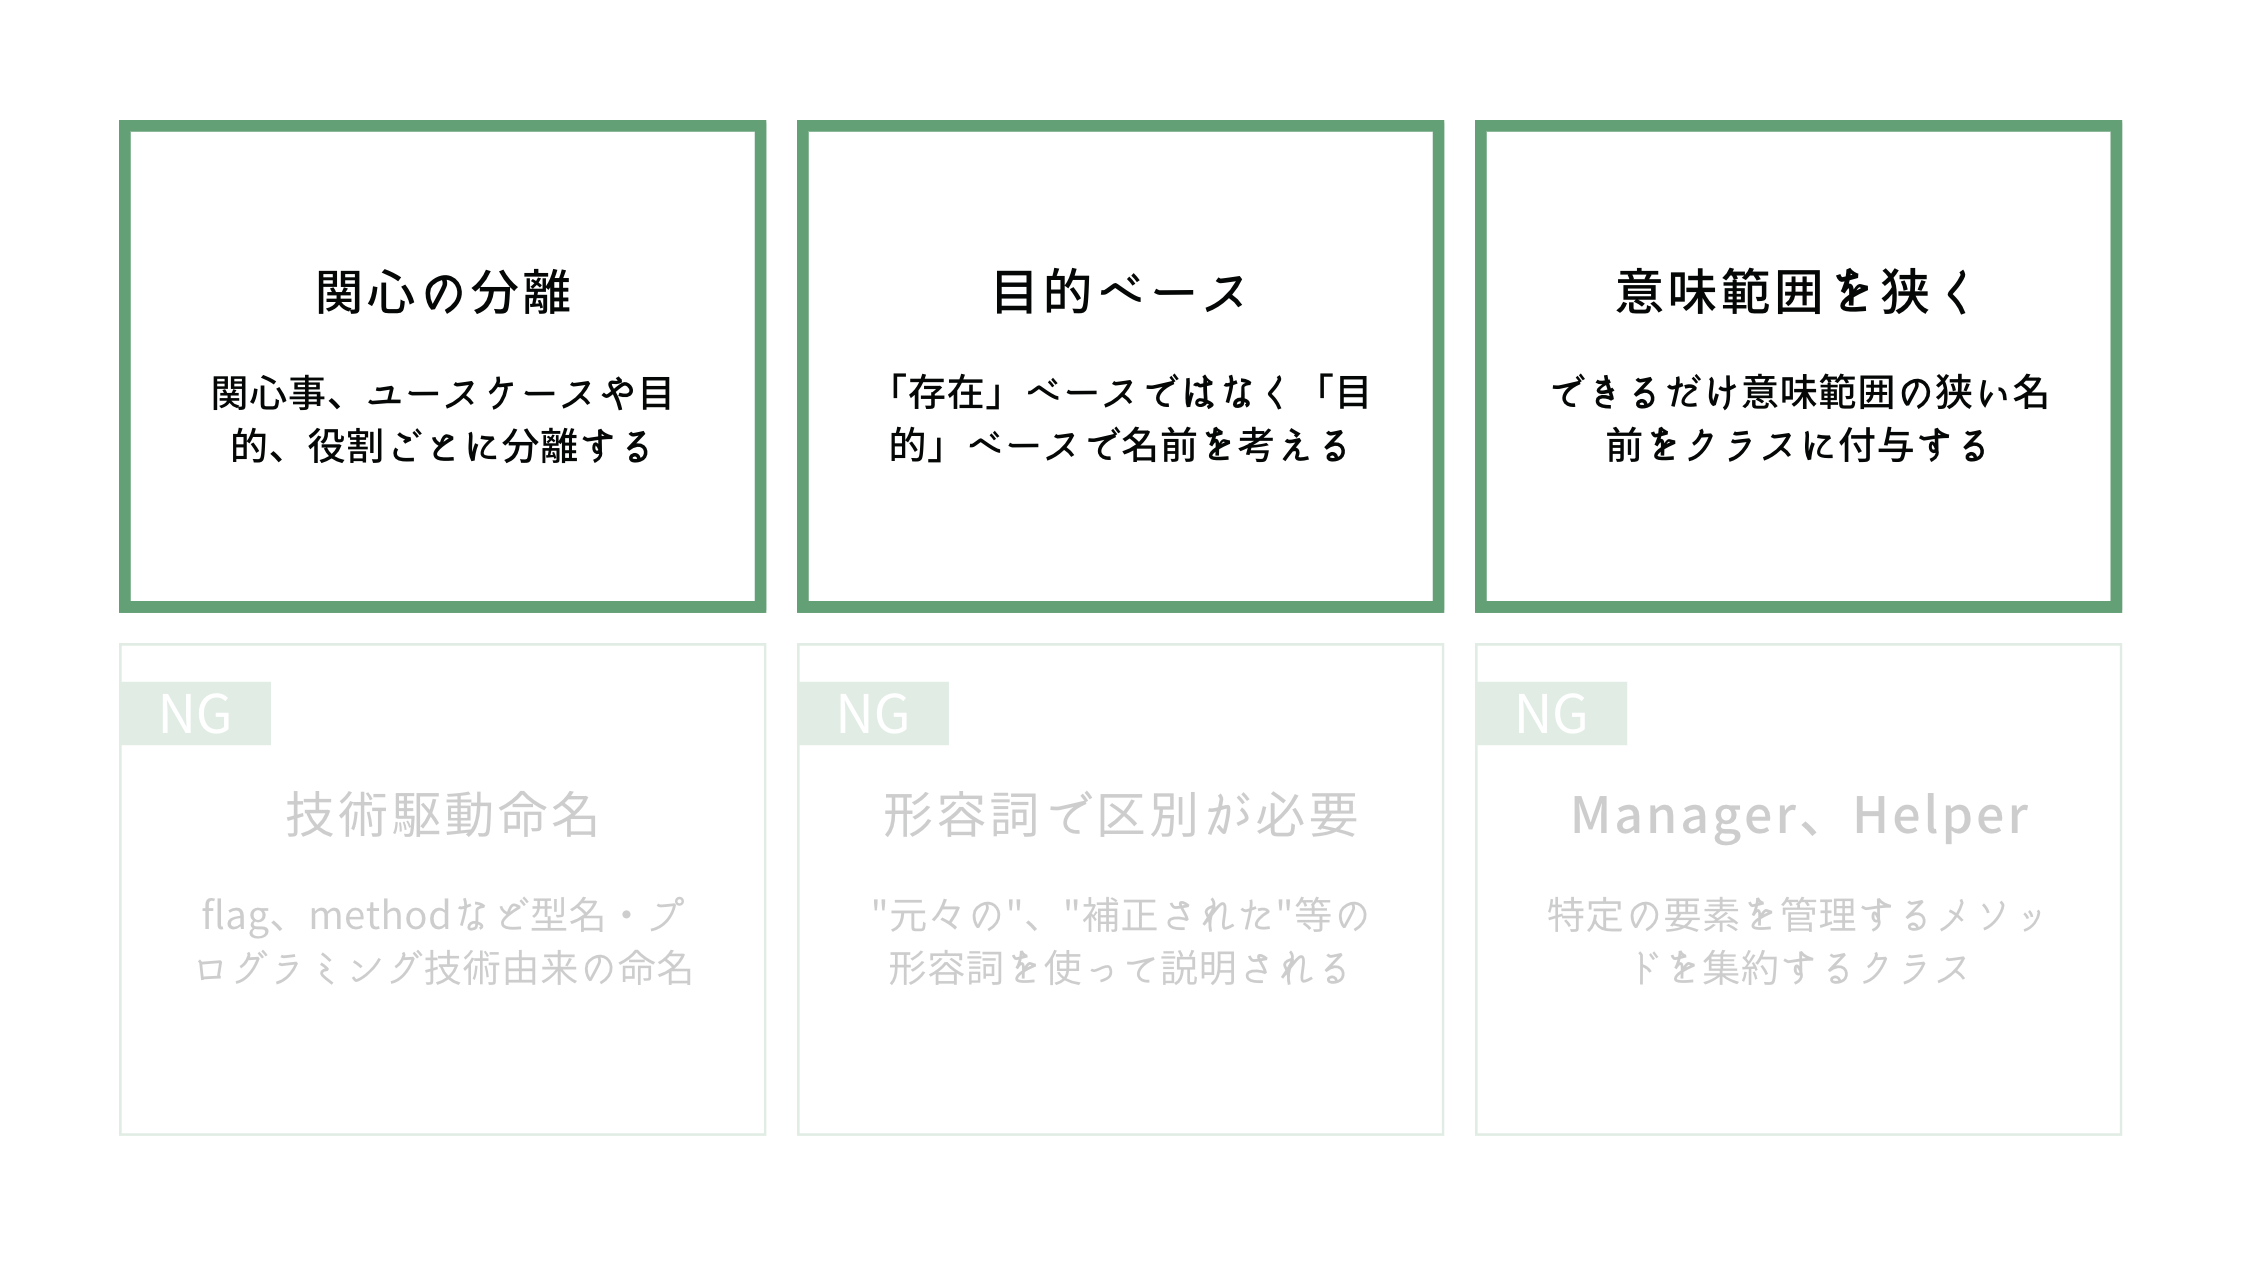 関心の分離
関心事、ユースケースや目
的、役割ごとに分離する
目的ベース
「存在」ベースではなく「目
的」ベースで名前を考える
意味範囲を狭く
できるだけ意味範囲の狭い名
前をクラスに付与する
NG
技術駆動命名
flag、methodなど型名・プ
ログラミング技術由来の命名
NG
形容詞で区別が必要
"元々の"、"補正された"等の
形容詞を使って説明される
NG
Manager、Helper
特定の要素を管理するメソッ
ドを集約するクラス